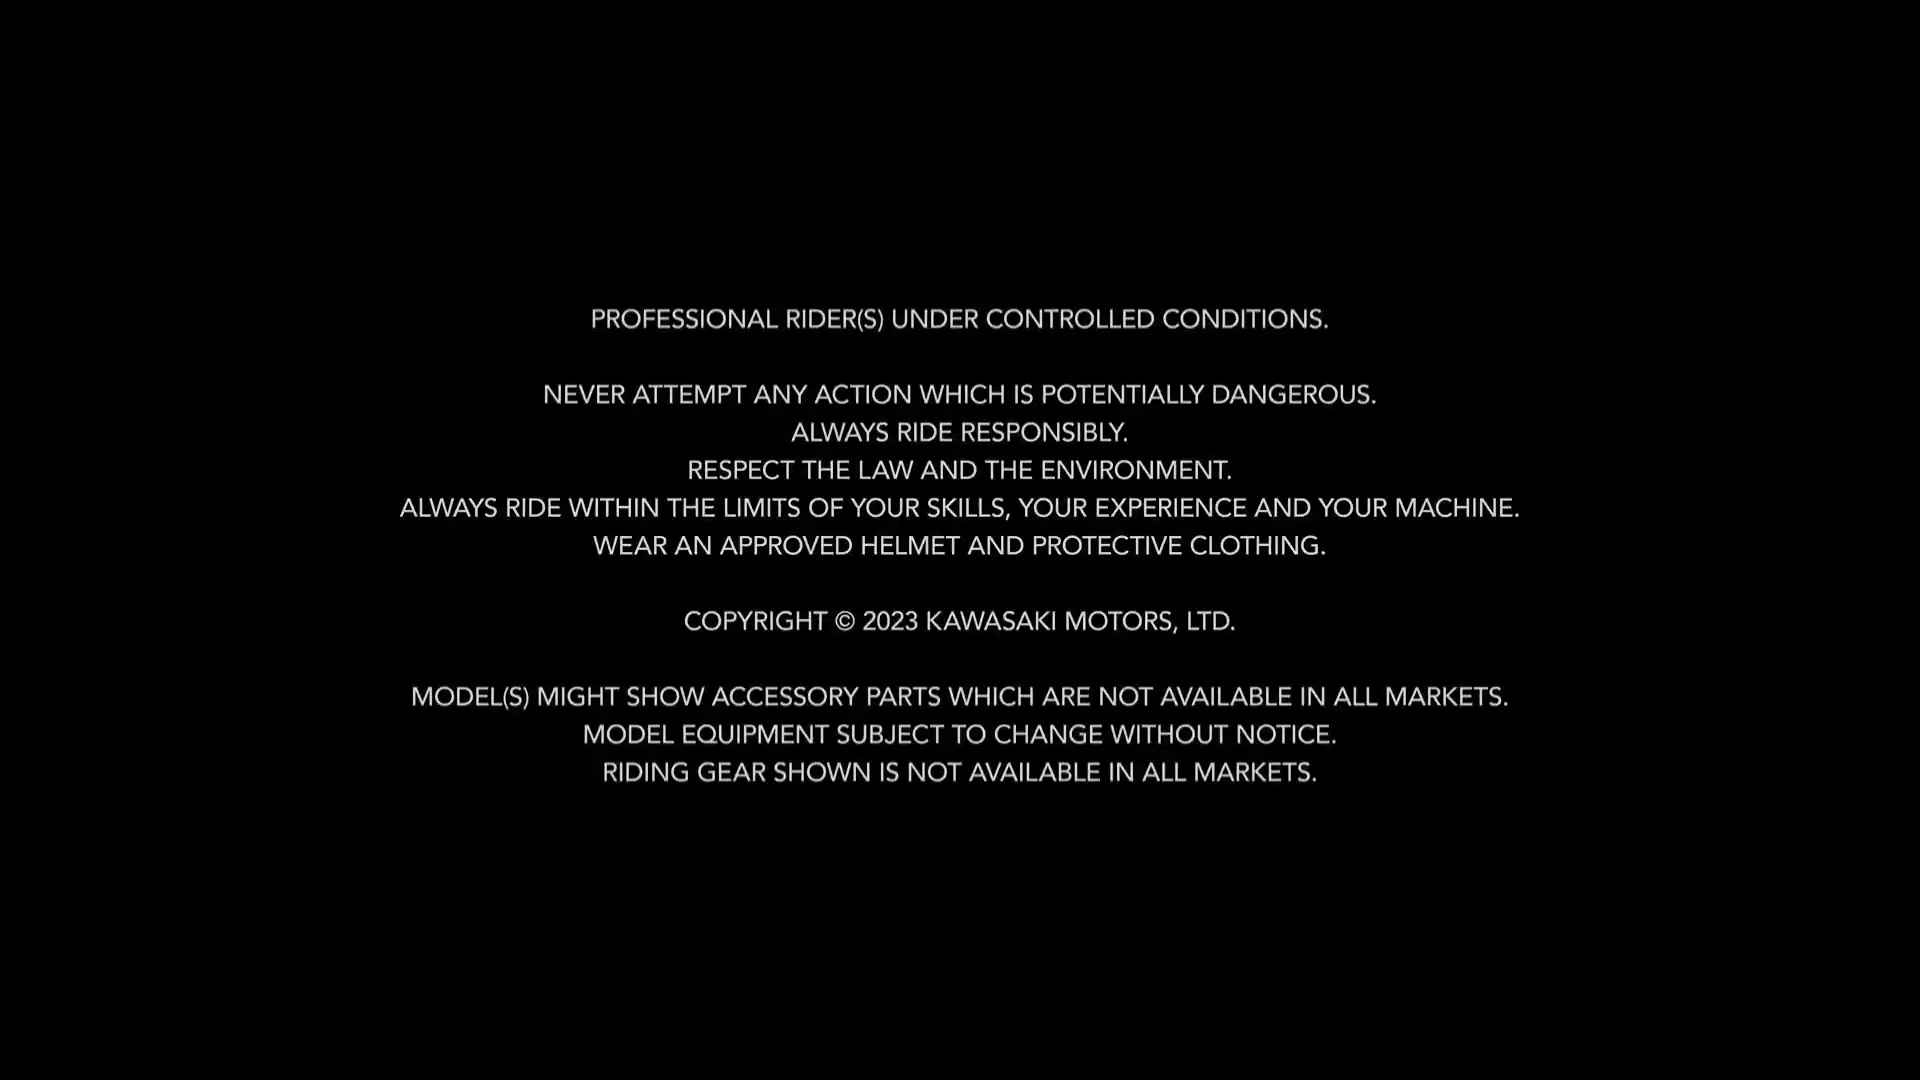 PROFESSIONAL RIDER(S) UNDER CONTROLLED CONDITIONS.
NEVER ATTEMPT ANY ACTION WHICH IS POTENTIALLY DANGEROUS.
ALWAYS RIDE RESPONSIBLY.
RESPECT THE LAW AND THE ENVIRONMENT.
ALWAYS RIDE WITHIN THE LIMITS OF YOUR SKILLS, YOUR EXPERIENCE AND YOUR MACHINE.
WEAR AN APPROVED HELMET AND PROTECTIVE CLOTHING.
COPYRIGHT © 2023 KAWASAKI MOTORS, LTD.
MODEL(S) MIGHT SHOW ACCESSORY PARTS WHICH ARE NOT AVAILABLE IN ALL MARKETS.
MODEL EQUIPMENT SUBJECT TO CHANGE WITHOUT NOTICE.
RIDING GEAR SHOWN IS NOT AVAILABLE IN ALL MARKETS.